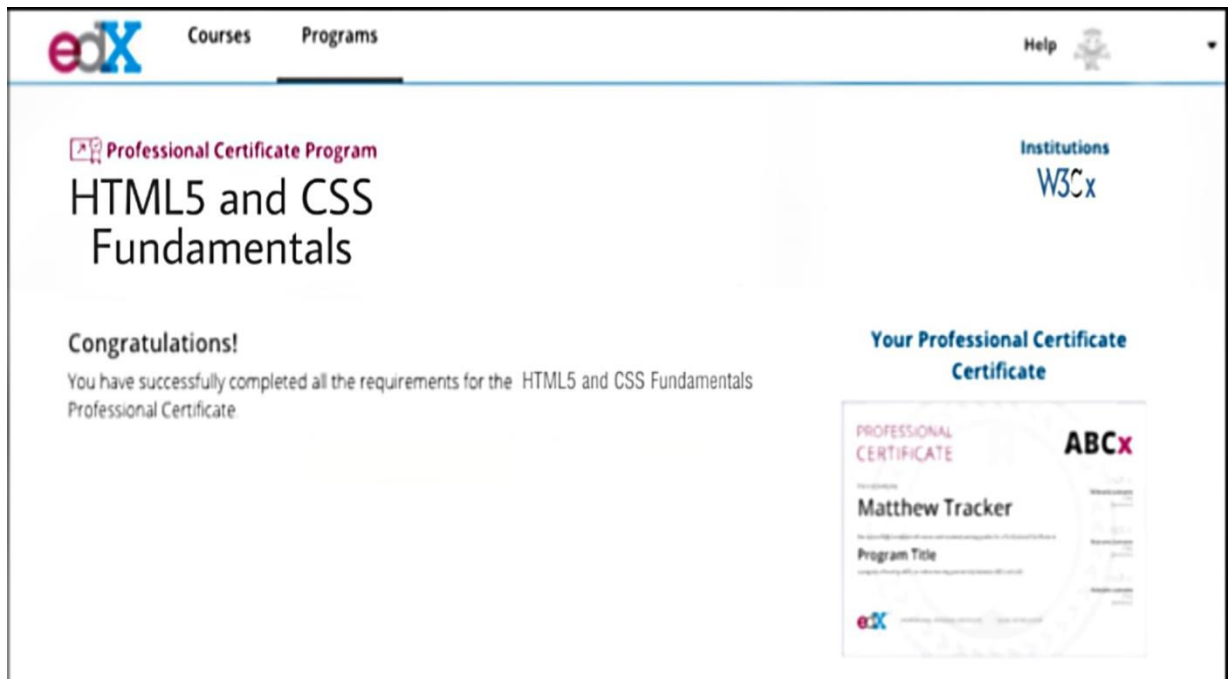 edX Courses Programs Help
Professional Certificate Program
HTML5 and CSS
Fundamentals
Institutions
W3Cx
Congratulations!
You have successfully completed all the requirements for the HTML5 and CSS Fundamentals
Professional Certificate
Your Professional Certificate
Certificate
PROFESSIONAL
CERTIFICATE
ABCx
Matthew Tracker
Program Title
edX